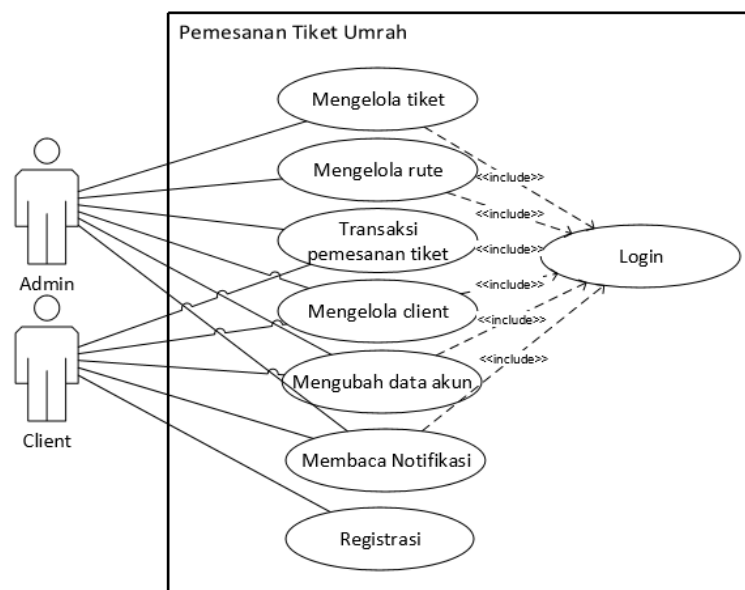 Pemesanan Tiket Umrah
Mengelola tiket
Mengelola rute
<<include>>
<<include>>
Transaksi
pemesanan tiket
<<include>>
Login
Admin
Mengelola client
<<include>>
<<include>>
<<include>>
Mengubah data akun
Client
Membaca Notifikasi
Registrasi